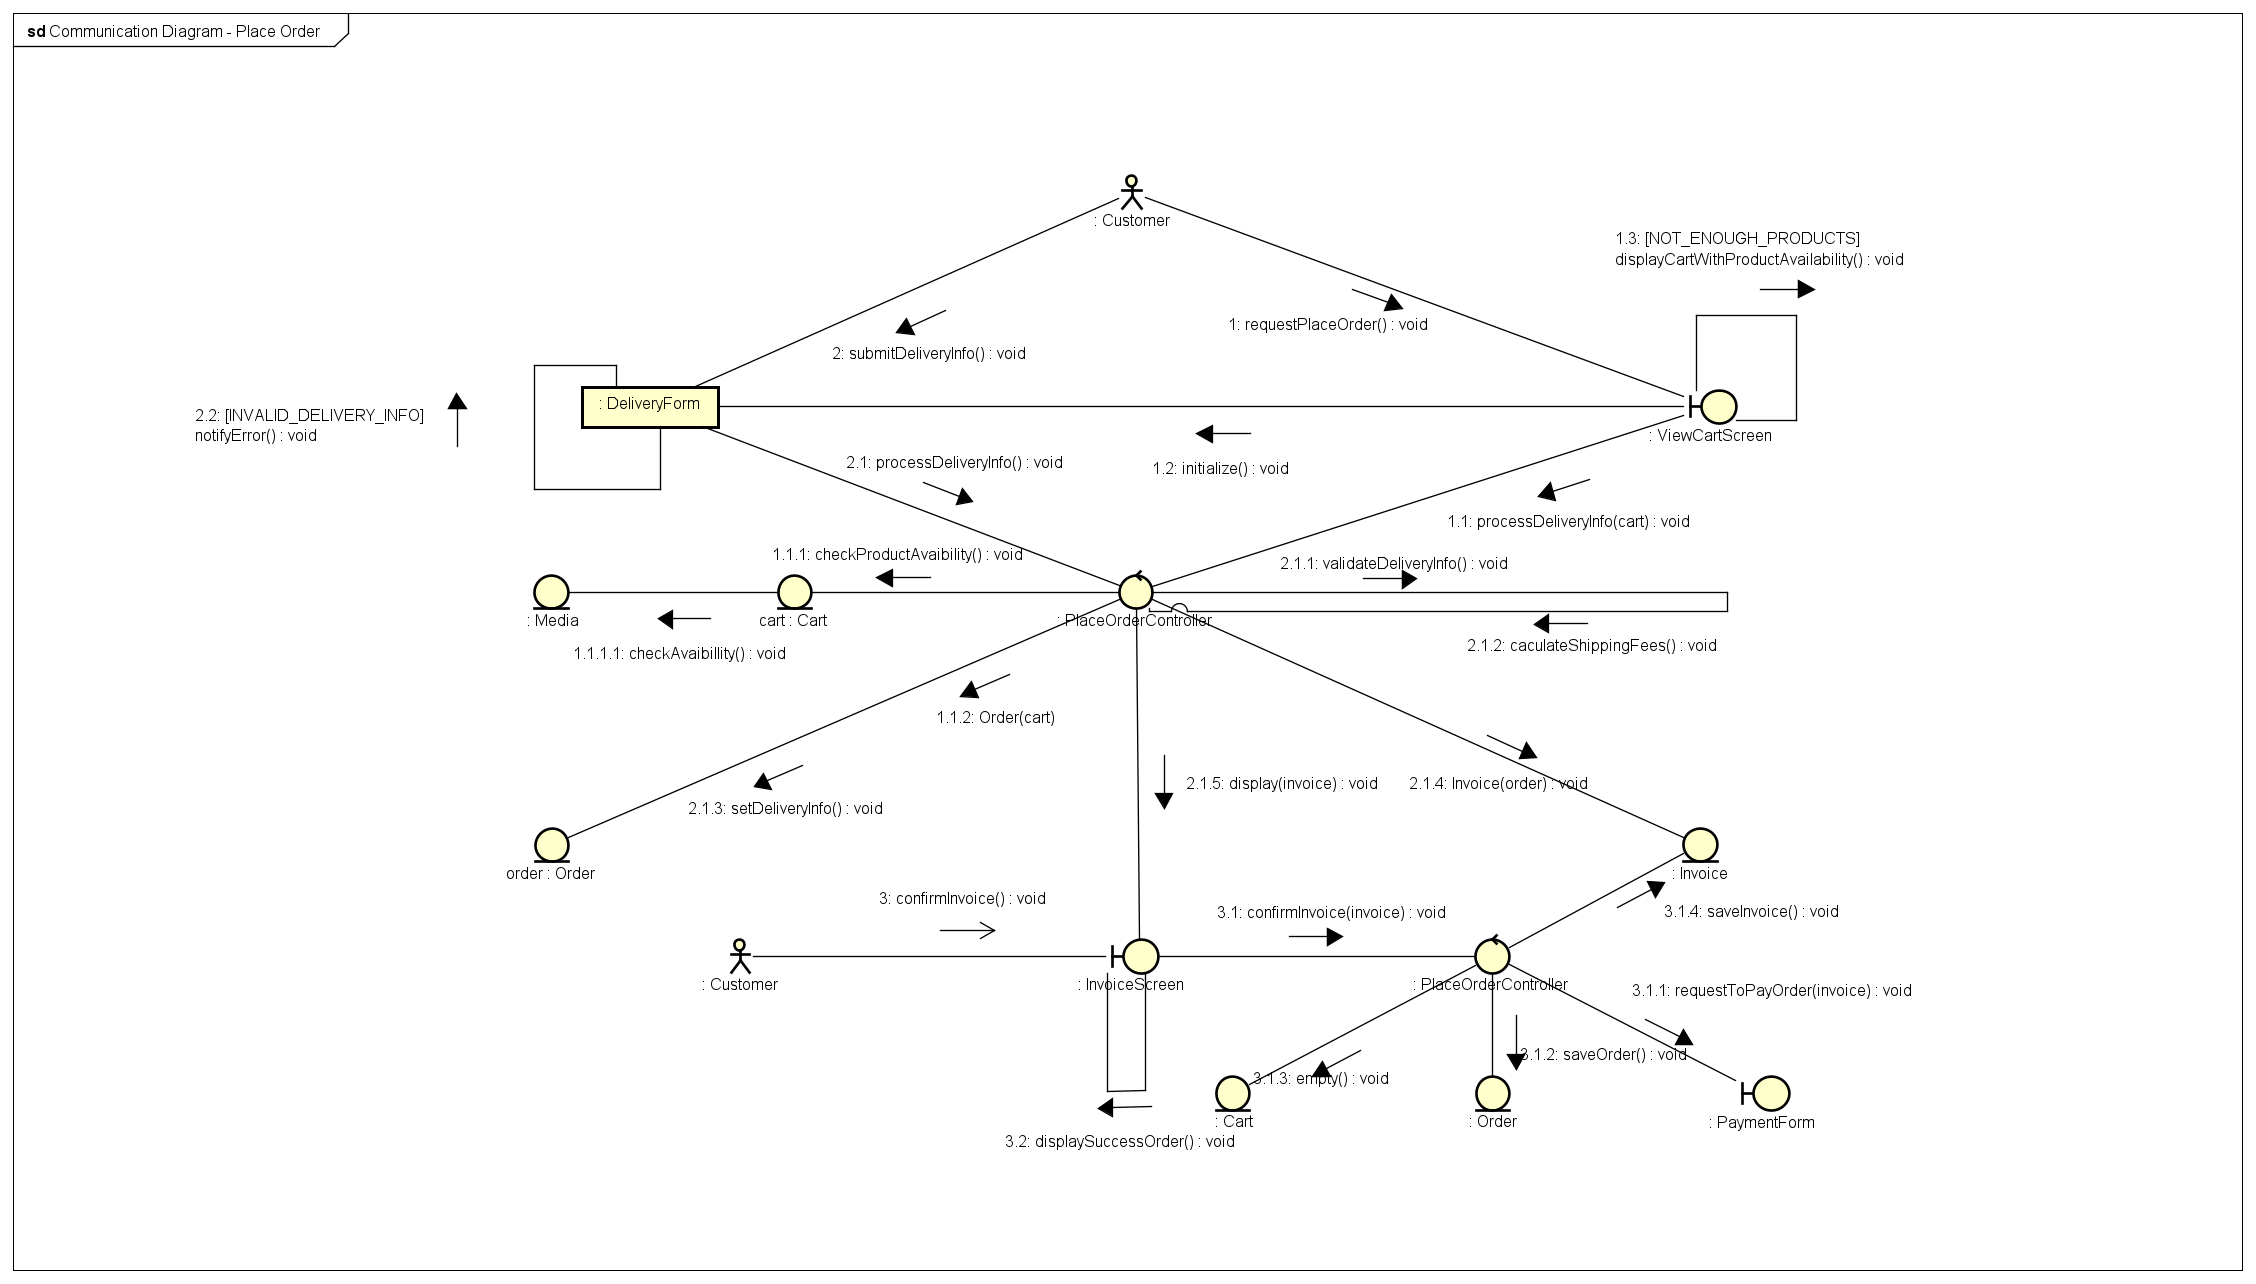 sd Communication Diagram - Place Order
: Customer
1.3: [NOT_ENOUGH_PRODUCTS]
displayCartWithProductAvailability() : void
1: requestPlaceOrder() : void
2: submitDeliveryInfo() : void
: DeliveryForm
2.2: [INVALID_DELIVERY_INFO]
notifyError() : void
: ViewCartScreen
2.1: processDeliveryInfo() : void
1.2: initialize() : void
1.1: processDeliveryInfo(cart) : void
1.1.1: checkProductAvaibility() : void
2.1.1: validateDeliveryInfo() : void
: Media
cart : Cart
: PlaceOrderController
2.1.2: caculateShippingFees() : void
1.1.1.1: checkAvaibillity() : void
1.1.2: Order(cart)
2.1.5: display(invoice) : void
2.1.4: Invoice(order) : void
2.1.3: setDeliveryInfo() : void
order : Order
: Invoice
3: confirmInvoice() : void
3.1: confirmInvoice(invoice) : void
3.1.4: saveInvoice() : void
: Customer
: InvoiceScreen
: PlaceOrderController
3.1.1: requestToPayOrder(invoice) : void
3.1.2: saveOrder() : void
3.1.3: empty() : void
: Cart
: Order
: PaymentForm
3.2: displaySuccessOrder() : void